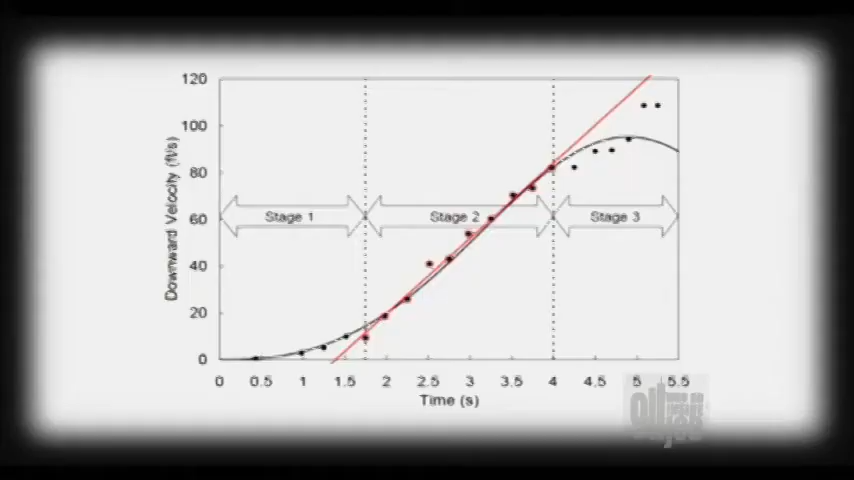 120
100
80
60
40
20
0
Downward Velocity (ft/s)
Stage 1
Stage 2
Stage 3
0 0.5 1 1.5 2 2.5 3 3.5 4 4.5 5 5.5
Time (s)